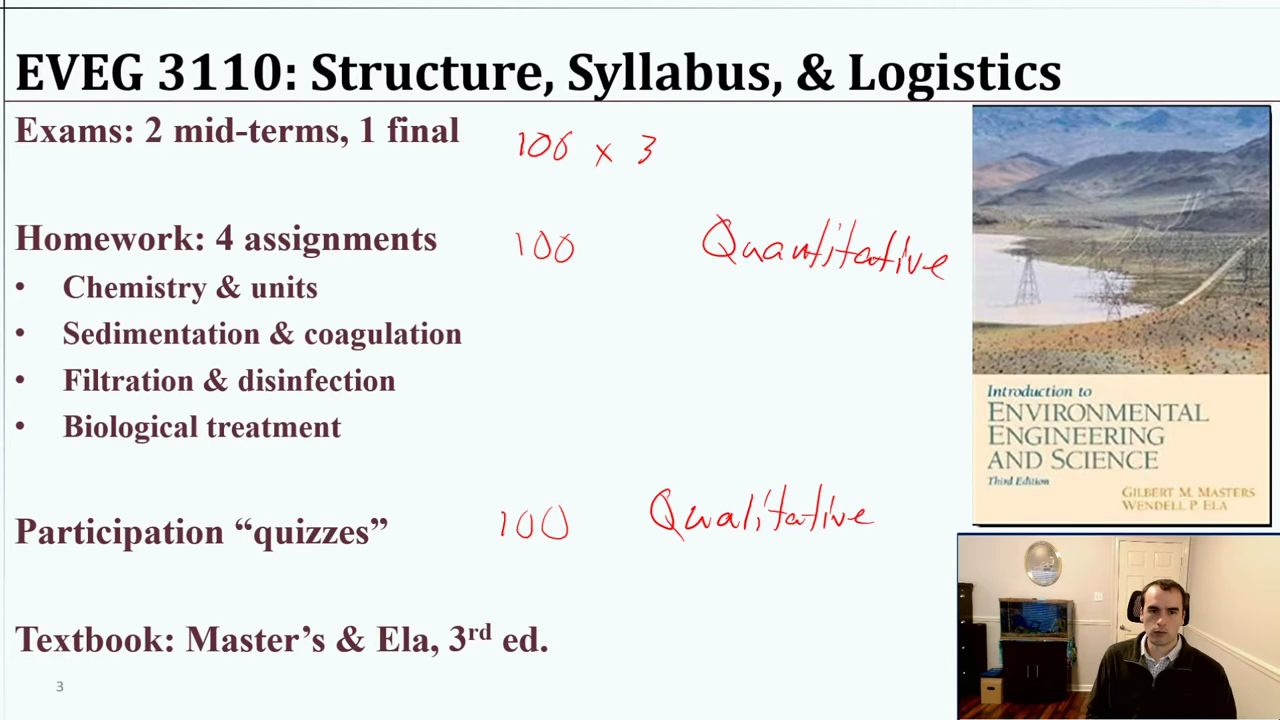 EVEG 3110: Structure, Syllabus, & Logistics
Exams: 2 mid-terms, 1 final 100 x 3
Homework: 4 assignments 100 Quantitative
• Chemistry & units
• Sedimentation & coagulation
• Filtration & disinfection
• Biological treatment
Participation “quizzes” 100 Qualitative
Textbook: Master’s & Ela, 3rd ed.
3
Introduction to
ENVIRONMENTAL
ENGINEERING
AND SCIENCE
Third Edition
GILBERT M. MASTERS
WENDELL P. ELA